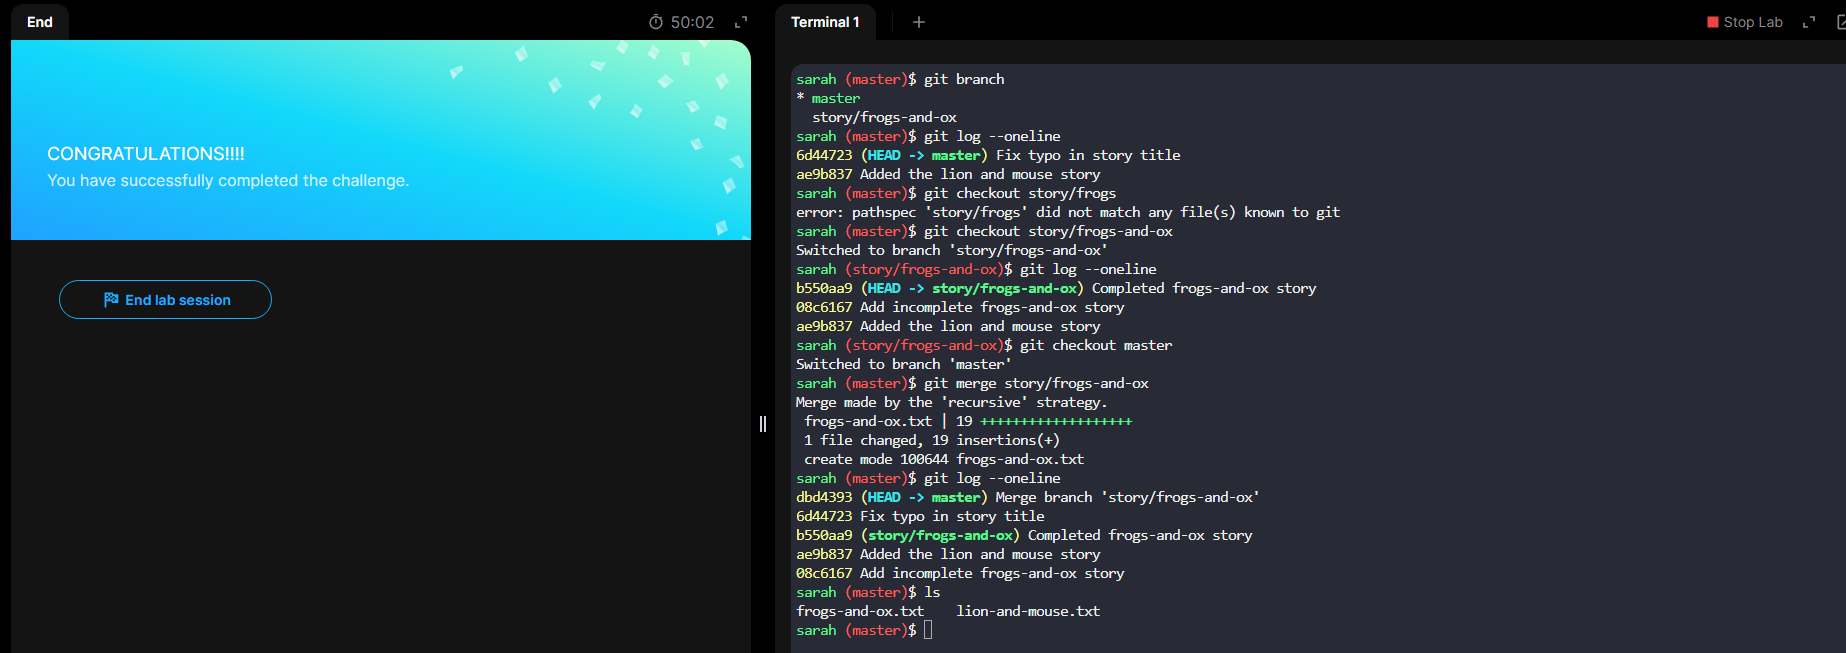 End
50:02
CONGRATULATIONS!!!!
You have successfully completed the challenge.
End lab session
Terminal 1
+
Stop Lab
sarah (master)$ git branch
* master
  story/frogs-and-ox
sarah (master)$ git log --oneline
6d44723 (HEAD -> master) Fix typo in story title
ae9b837 Added the lion and mouse story
sarah (master)$ git checkout story/frogs
error: pathspec 'story/frogs' did not match any file(s) known to git
sarah (master)$ git checkout story/frogs-and-ox
Switched to branch 'story/frogs-and-ox'
sarah (story/frogs-and-ox)$ git log --oneline
b550aa9 (HEAD -> story/frogs-and-ox) Completed frogs-and-ox story
08c6167 Add incomplete frogs-and-ox story
ae9b837 Added the lion and mouse story
sarah (story/frogs-and-ox)$ git checkout master
Switched to branch 'master'
sarah (master)$ git merge story/frogs-and-ox
Merge made by the 'recursive' strategy.
 frogs-and-ox.txt | 19 +++++++++++++++++++
 1 file changed, 19 insertions(+)
 create mode 100644 frogs-and-ox.txt
sarah (master)$ git log --oneline
dbd4393 (HEAD -> master) Merge branch 'story/frogs-and-ox'
6d44723 Fix typo in story title
b550aa9 (story/frogs-and-ox) Completed frogs-and-ox story
ae9b837 Added the lion and mouse story
08c6167 Add incomplete frogs-and-ox story
sarah (master)$ ls
frogs-and-ox.txt    lion-and-mouse.txt
sarah (master)$